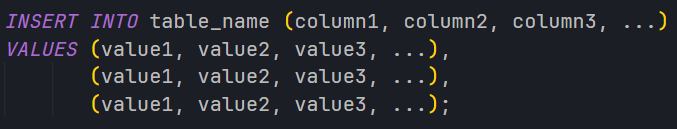 INSERT INTO table_name (column1, column2, column3, ...)
VALUES (value1, value2, value3, ...),
(value1, value2, value3, ...),
(value1, value2, value3, ...);